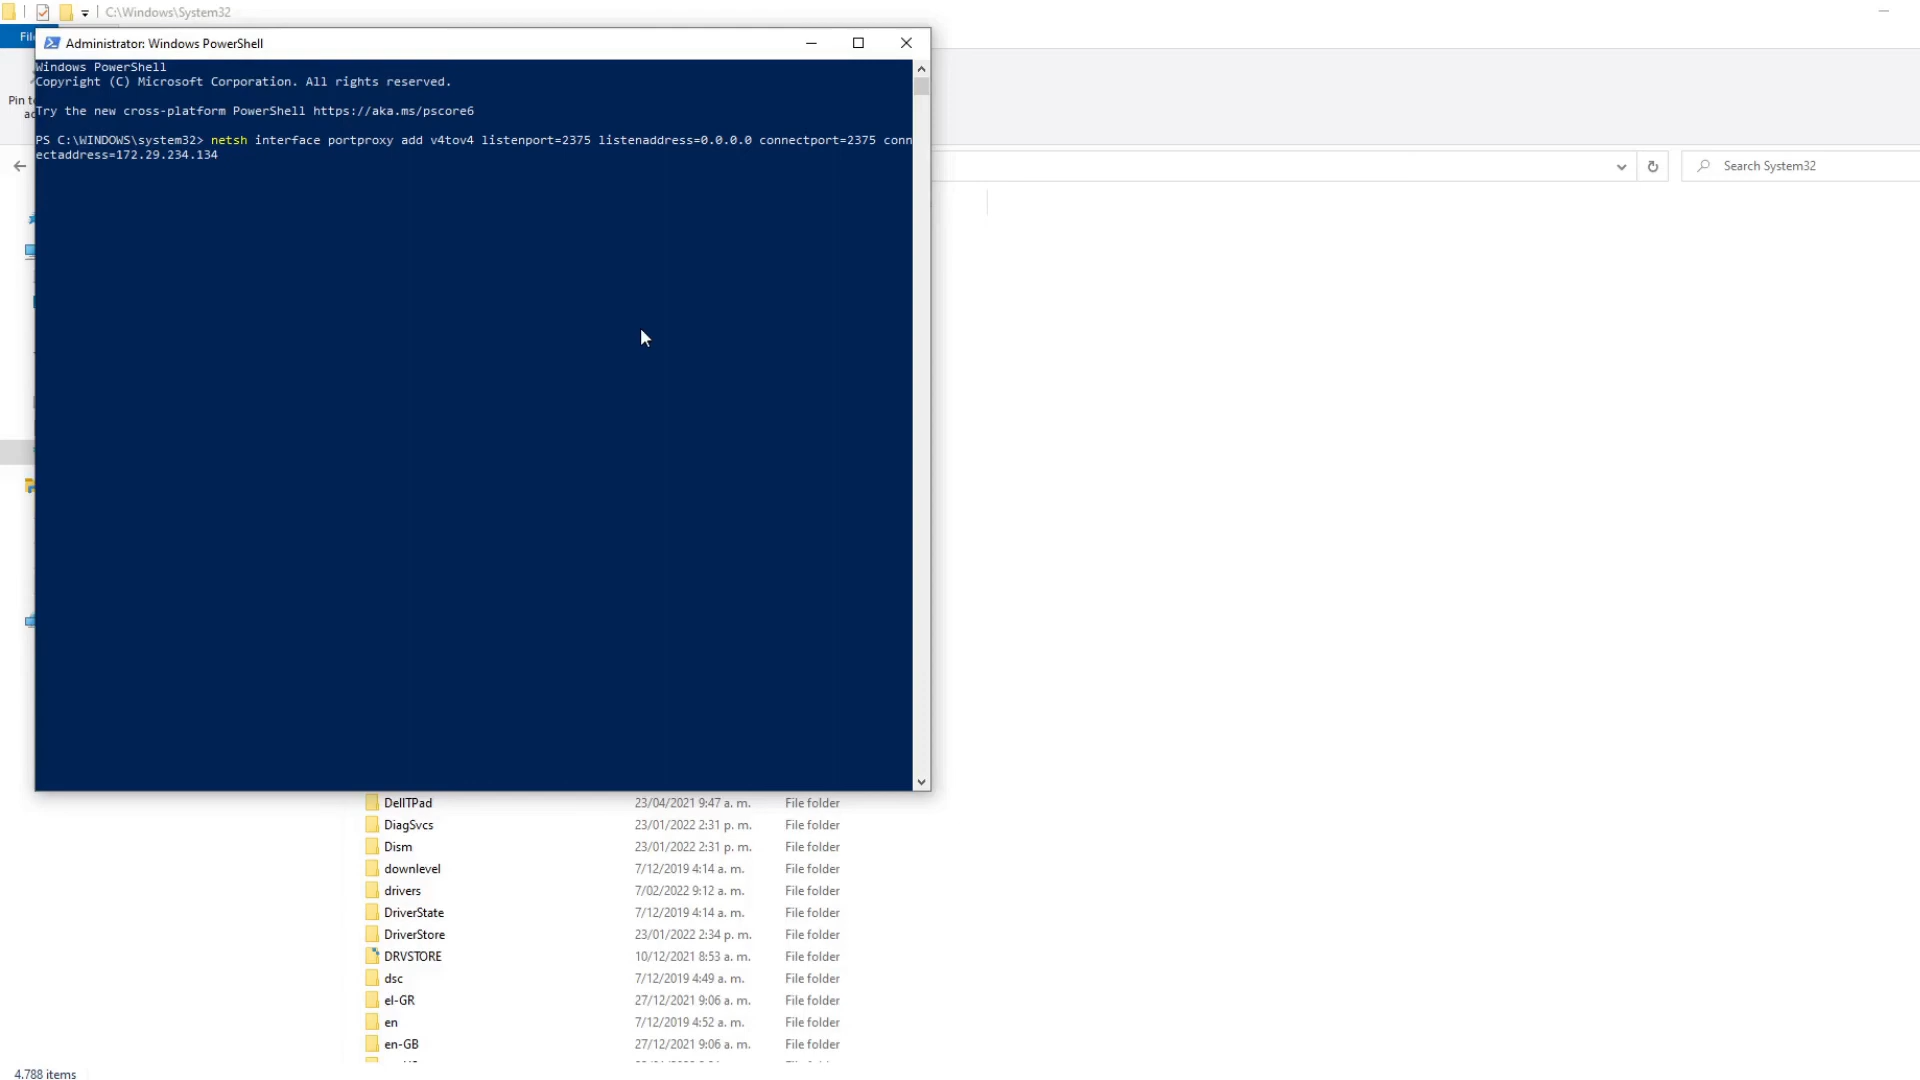 C:\Windows\System32
Fil
Administrator: Windows PowerShell
Windows PowerShell
Copyright (C) Microsoft Corporation. All rights reserved.
Pin t
Try the new cross-platform PowerShell https://aka.ms/pscore6
PS C:\WINDOWS\system32> netsh interface portproxy add v4tov4 listenport=2375 listenaddress=0.0.0.0 connectport=2375 conn
ectaddress=172.29.234.134
Search System32
DellTPad 23/04/2021 9:47 a. m. File folder
DiagSvcs 23/01/2022 2:31 p. m. File folder
Dism 23/01/2022 2:31 p. m. File folder
downlevel 7/12/2019 4:14 a. m. File folder
drivers 7/02/2022 9:12 a. m. File folder
DriverState 7/12/2019 4:14 a. m. File folder
DriverStore 23/01/2022 2:34 p. m. File folder
DRVSTORE 10/12/2021 8:53 a. m. File folder
dsc 7/12/2019 4:49 a. m. File folder
el-GR 27/12/2021 9:06 a. m. File folder
en 7/12/2019 4:52 a. m. File folder
en-GB 27/12/2021 9:06 a. m. File folder
4.788 items